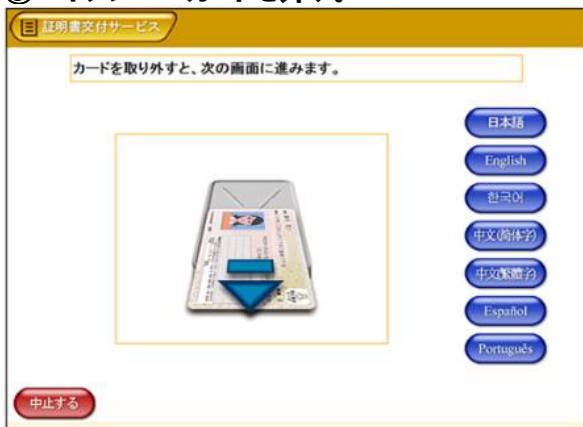 証明書交付サービス
カードを取り外すと、次の画面に進みます。
日本語
English
한국어
中文(简体字)
中文(繁體字)
Español
Português
中止する